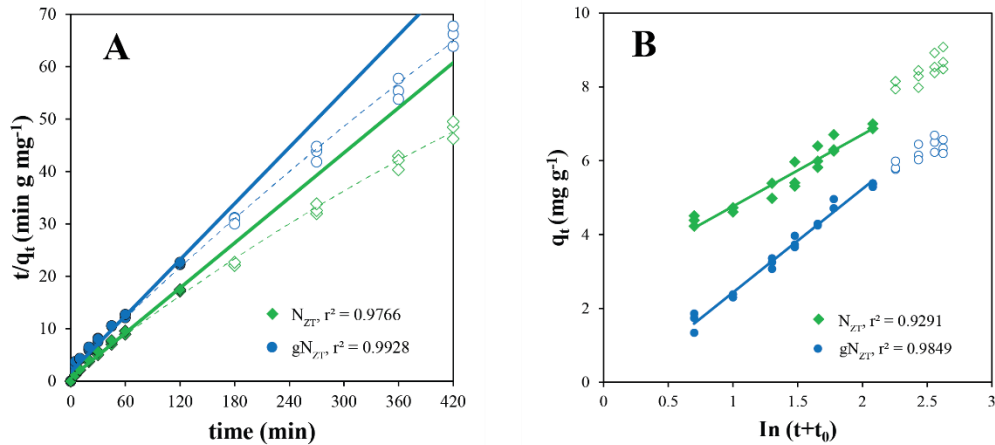 A
t/qt (min g mg-1)
70
60
50
40
30
20
10
0
NZT, r² = 0.9766
gNZT, r² = 0.9928
0 60 120 180 240 300 360 420
time (min)
B
qt (mg g-1)
10
8
6
4
2
0
NZT, r² = 0.9291
gNZT, r² = 0.9849
0 0.5 1 1.5 2 2.5 3
ln (t+t0)